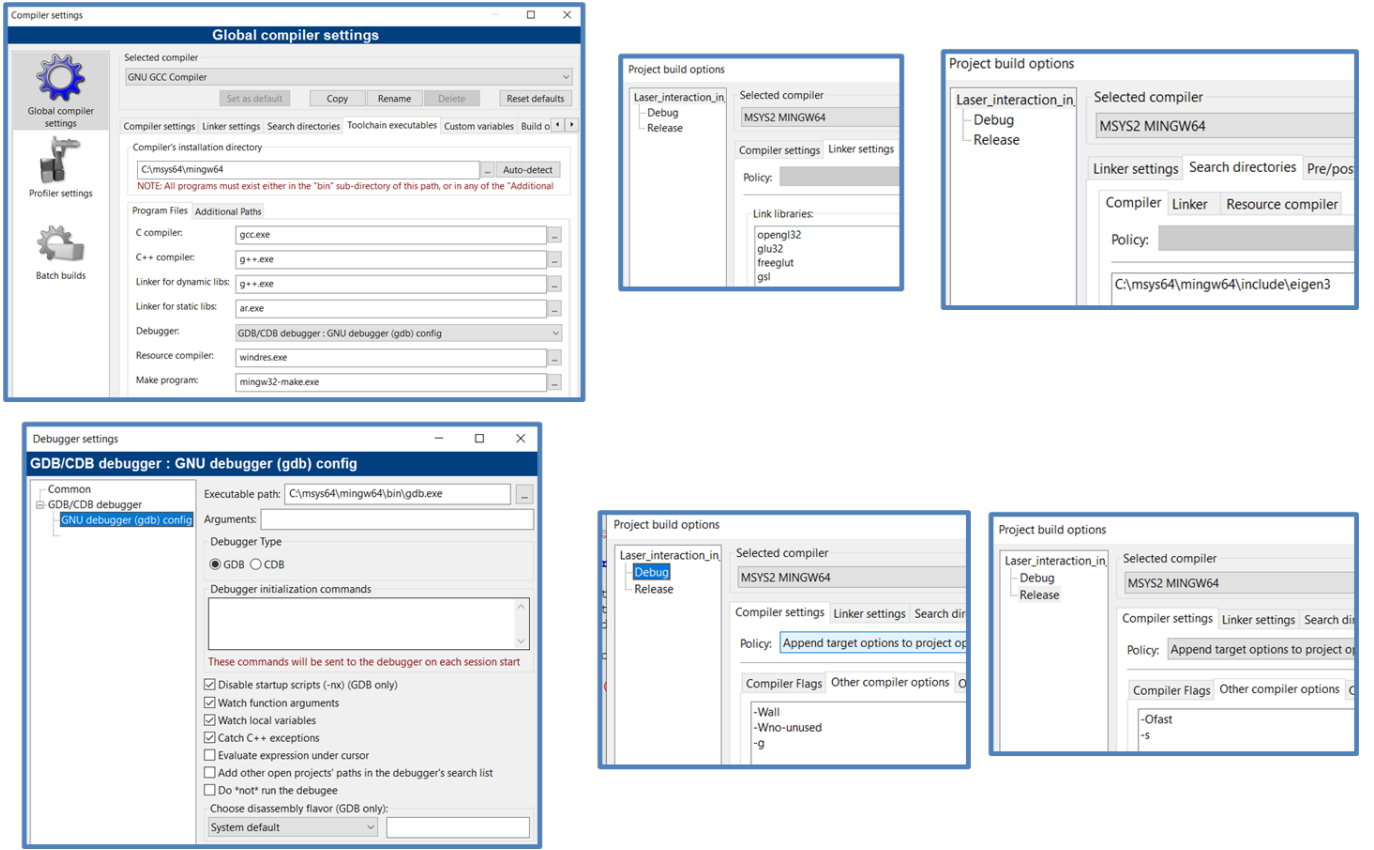 Compiler settings
Global compiler settings
Global compiler
settings
Profiler settings
Batch builds
Selected compiler
GNU GCC Compiler
Set as default Copy Rename Delete Reset defaults
Compiler settings Linker settings Search directories Toolchain executables Custom variables Build o
Compiler's installation directory
C:\msys64\mingw64 ... Auto-detect
NOTE: All programs must exist either in the "bin" sub-directory of this path, or in any of the "Additional
Program Files Additional Paths
C compiler: gcc.exe ...
C++ compiler: g++.exe ...
Linker for dynamic libs: g++.exe ...
Linker for static libs: ar.exe ...
Debugger: GDB/CDB debugger : GNU debugger (gdb) config
Resource compiler: windres.exe ...
Make program: mingw32-make.exe ...
Project build options
Laser_interaction_in_
Debug
Release
Selected compiler
MSYS2 MINGW64
Compiler settings Linker settings
Policy:
Link libraries:
opengl32
glu32
freeglut
gsl
Project build options
Laser_interaction_in_
Debug
Release
Selected compiler
MSYS2 MINGW64
Linker settings Search directories Pre/pos
Compiler Linker Resource compiler
Policy:
C:\msys64\mingw64\include\eigen3
Debugger settings
GDB/CDB debugger : GNU debugger (gdb) config
Common
GDB/CDB debugger
GNU debugger (gdb) config
Executable path: C:\msys64\mingw64\bin\gdb.exe ...
Arguments:
Debugger Type
GDB CDB
Debugger initialization commands
These commands will be sent to the debugger on each session start
Disable startup scripts (-nx) (GDB only)
Watch function arguments
Watch local variables
Catch C++ exceptions
Evaluate expression under cursor
Add other open projects' paths in the debugger's search list
Do *not* run the debugee
Choose disassembly flavor (GDB only):
System default
Project build options
Laser_interaction_in_
Debug
Release
Selected compiler
MSYS2 MINGW64
Compiler settings Linker settings Search dir
Policy: Append target options to project op
Compiler Flags Other compiler options
-Wall
-Wno-unused
-g
Project build options
Laser_interaction_in_
Debug
Release
Selected compiler
MSYS2 MINGW64
Compiler settings Linker settings Search dir
Policy: Append target options to project op
Compiler Flags Other compiler options
-Ofast
-s